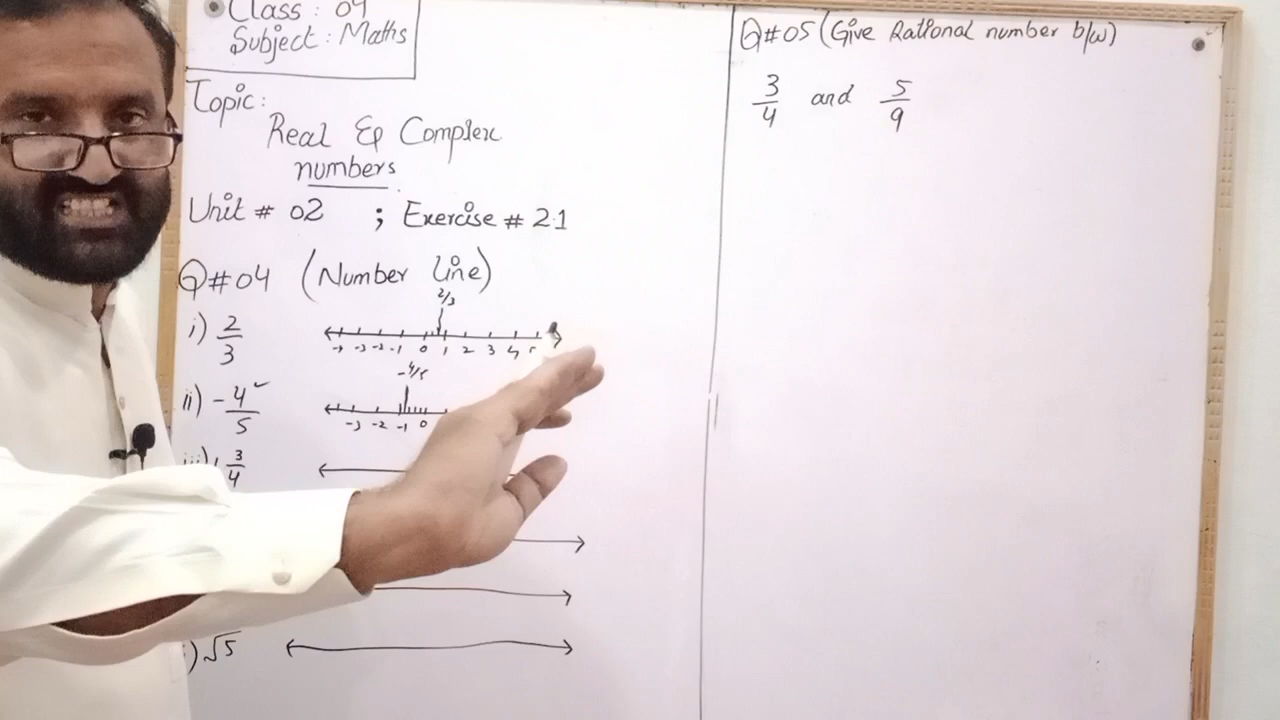 Class : 09
Subject : Maths
Topic :
Real & Complex
numbers
Unit # 02 ; Exercise # 2.1
Q#04 (Number line)
2/3
i) 2/3
-3 -2 -1 0 1 2 3 4 5
-4/5
ii) -4/5
-3 -2 -1 0
3/4
√5
Q#05 (Give Rational number b/w)
3/4 and 5/9